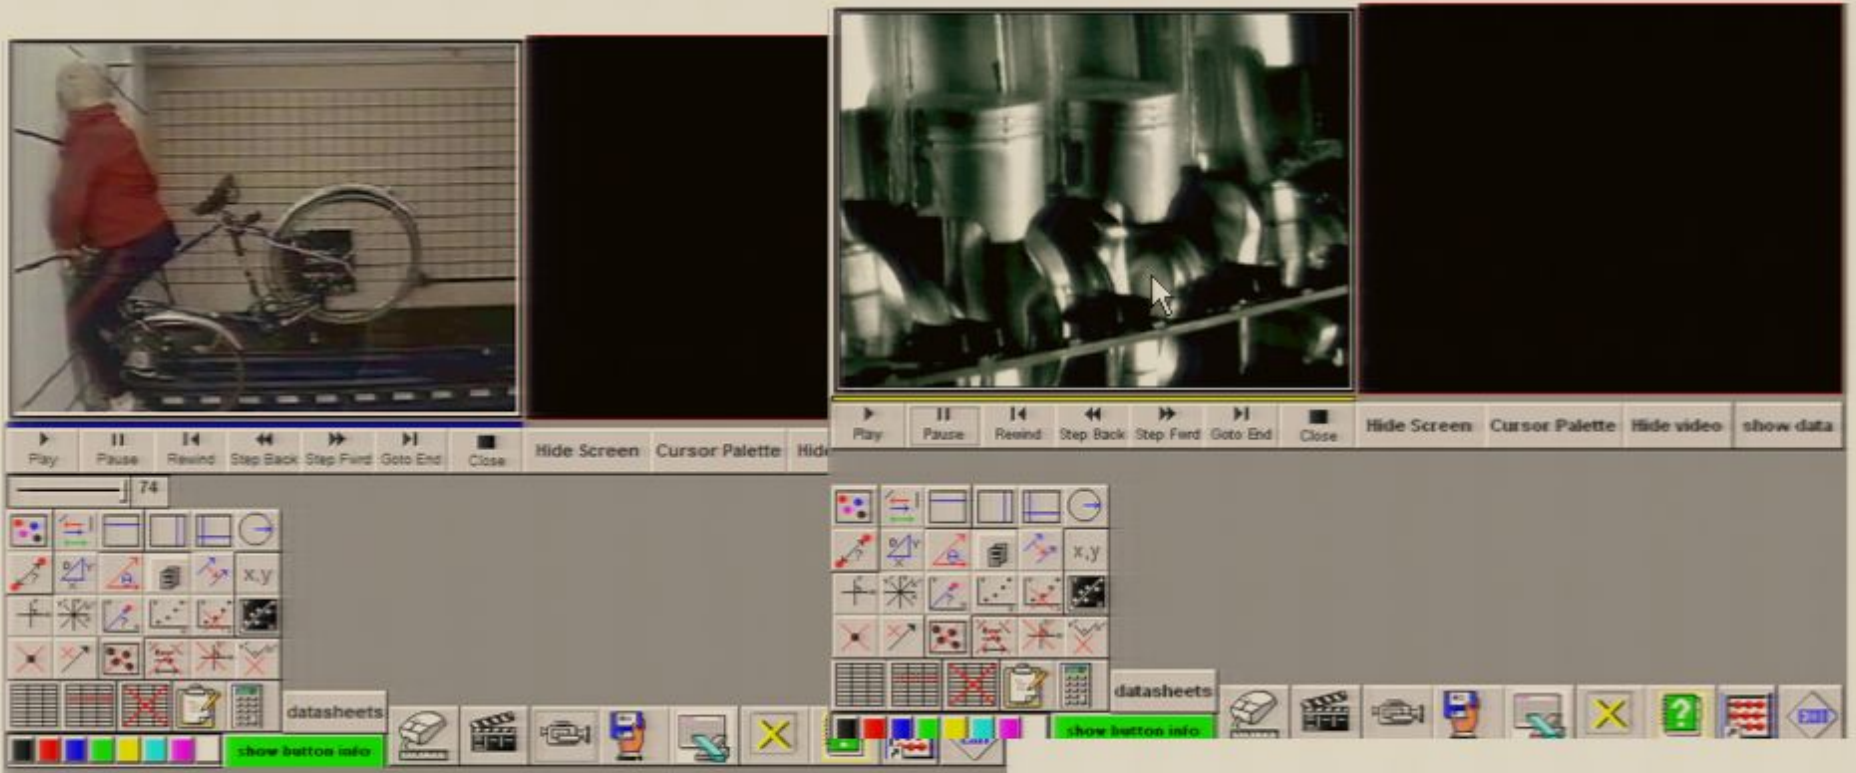 Play Pause Rewind Step Back Step Fwrd Goto End Close Hide Screen Cursor Palette
74
x,y
datasheets
show button info
Play Pause Rewind Step Back Step Fwrd Goto End Close Hide Screen Cursor Palette Hide video show data
x,y
datasheets
show button info
?
EXIT